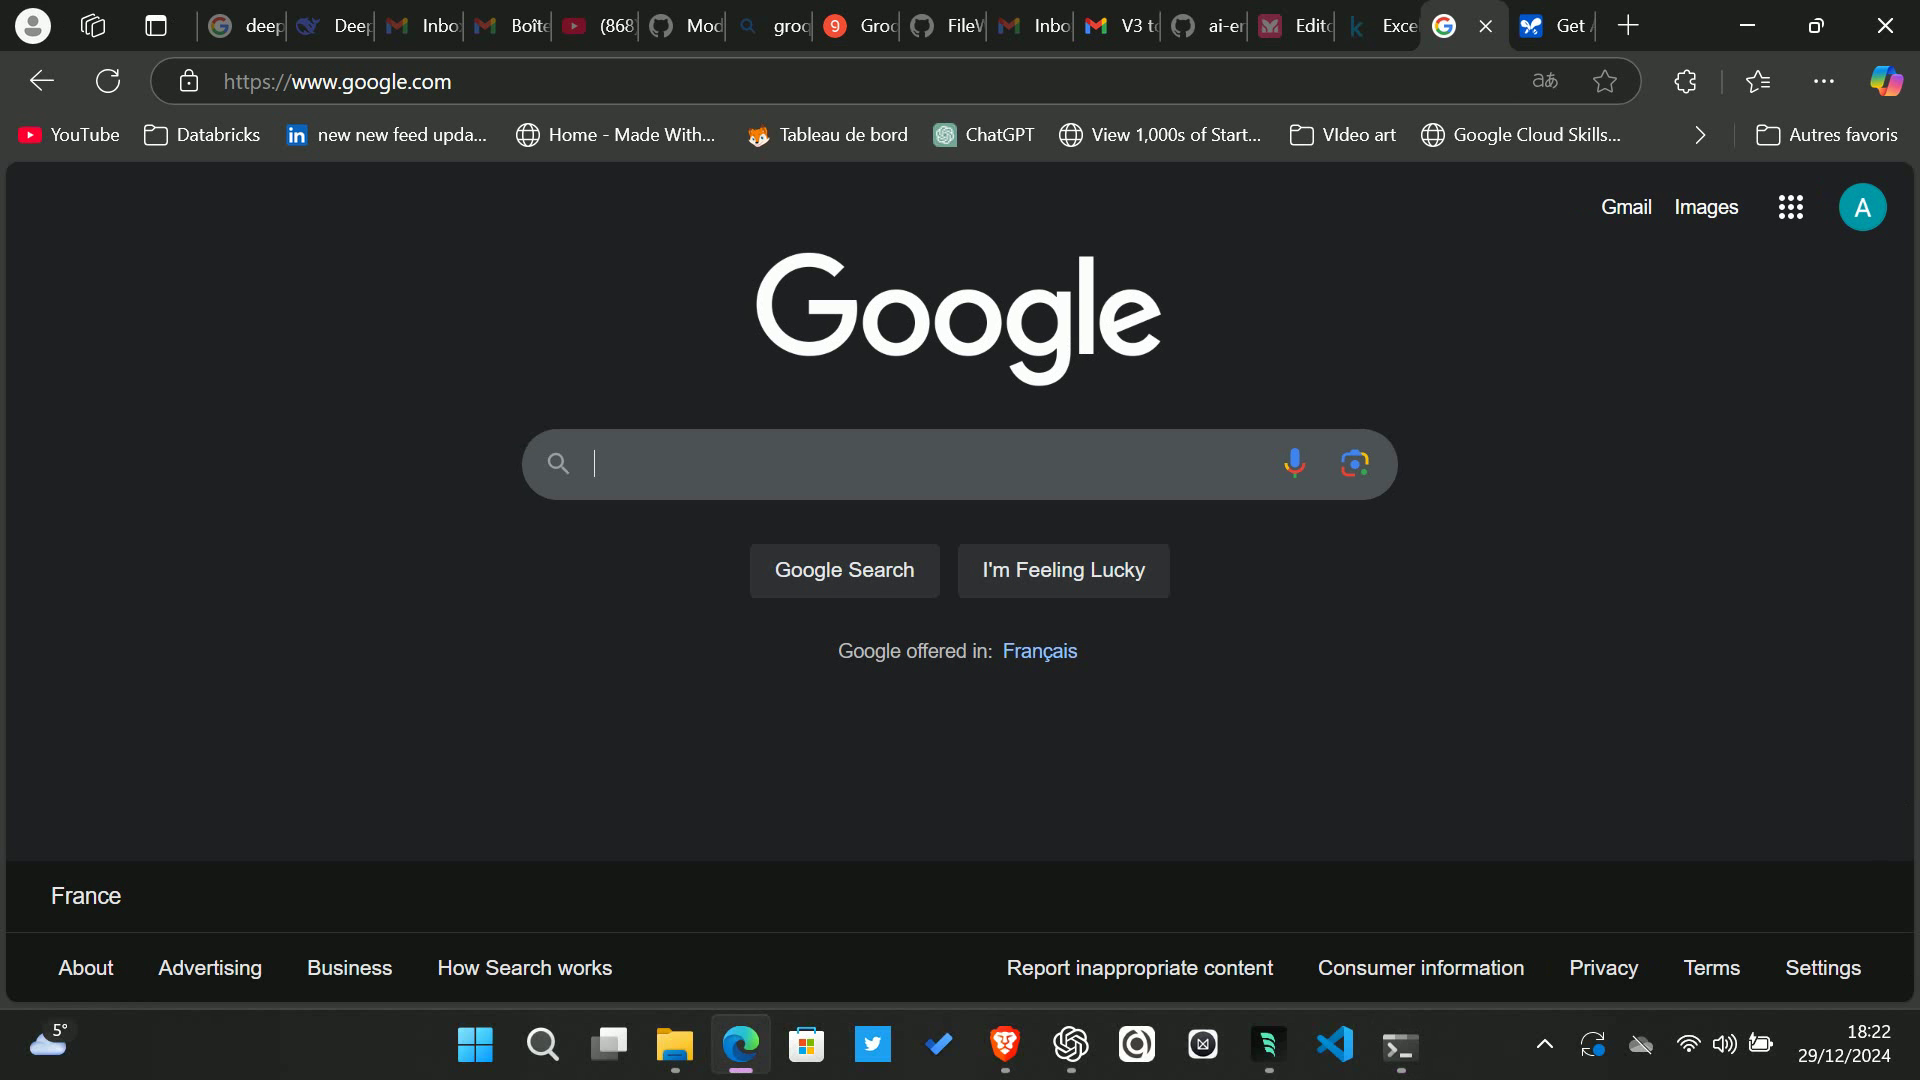 deep
Deep
Inbo
Boîte
(868
Mod
groq
9
Groc
Inbo
V3 to
ai-er
Edito
Exce
Get
https://www.google.com
YouTube
Databricks
in
new new feed upda...
Home - Made With...
Tableau de bord
ChatGPT
View 1,000s of Start...
VIdeo art
Google Cloud Skills...
Autres favoris
Gmail
Images
A
Google
Google Search
I'm Feeling Lucky
Google offered in: Français
France
About
Advertising
Business
How Search works
Report inappropriate content
Consumer information
Privacy
Terms
Settings
5°
18:22
29/12/2024